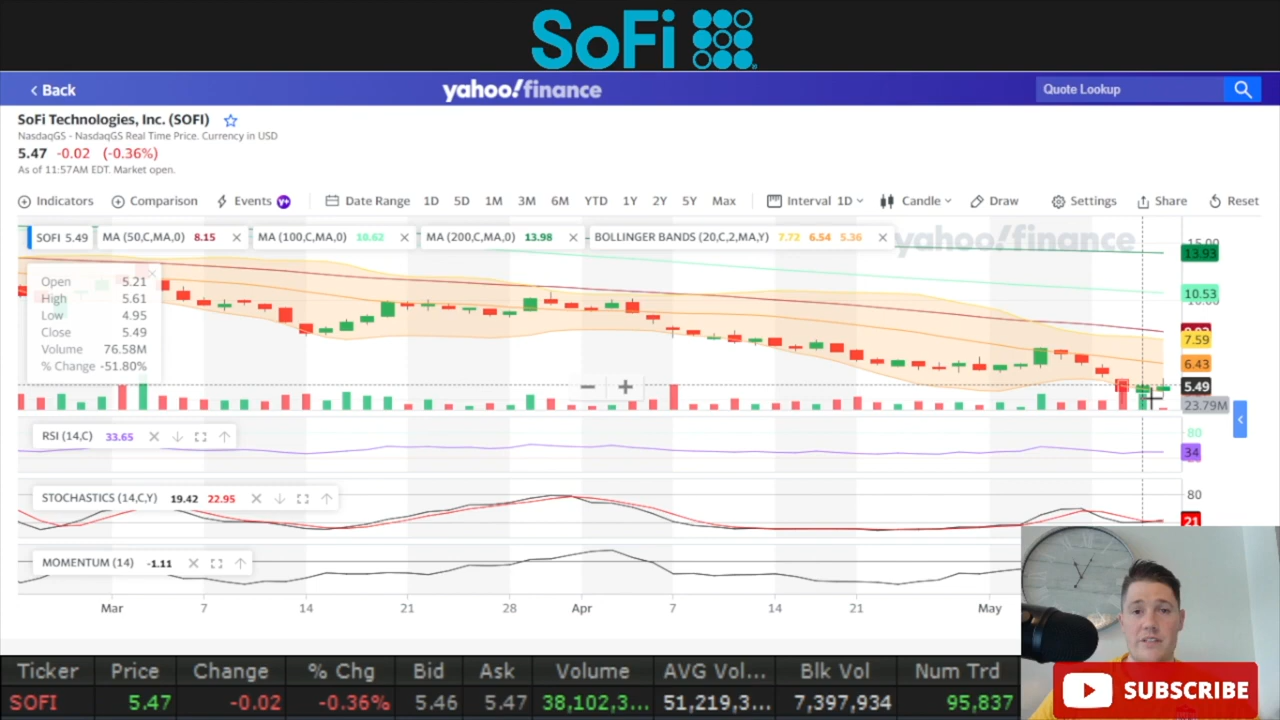 SoFi
Back
yahoo!finance
Quote Lookup
SoFi Technologies, Inc. (SOFI)
NasdaqGS - NasdaqGS Real Time Price. Currency in USD
5.47 -0.02 (-0.36%)
As of 11:57AM EDT. Market open.
Indicators Comparison Events Y+ Date Range 1D 5D 1M 3M 6M YTD 1Y 2Y 5Y Max Interval 1D Candle Draw Settings Share Reset
SOFI 5.49 MA (50,C,MA,0) 8.15 MA (100,C,MA,0) 10.62 MA (200,C,MA,0) 13.98 BOLLINGER BANDS (20,C,2,MA,Y) 7.72 6.54 5.36
yahoo!finance
15.00
13.93
Open 5.21
10.53
High 5.61
10.00
Low 4.95
Close 5.49
7.59
Volume 76.58M
6.43
% Change -51.80%
5.49
23.79M
RSI (14,C) 33.65
80
34
STOCHASTICS (14,C,Y) 19.42 22.95
80
21
MOMENTUM (14) -1.11
Mar 7 14 21 28 Apr 7 14 21 May
Ticker Price Change % Chg Bid Ask Volume AVG Vol... Blk Vol Num Trd
SOFI 5.47 -0.02 -0.36% 5.46 5.47 38,102,3... 51,219,3... 7,397,934 95,837
SUBSCRIBE